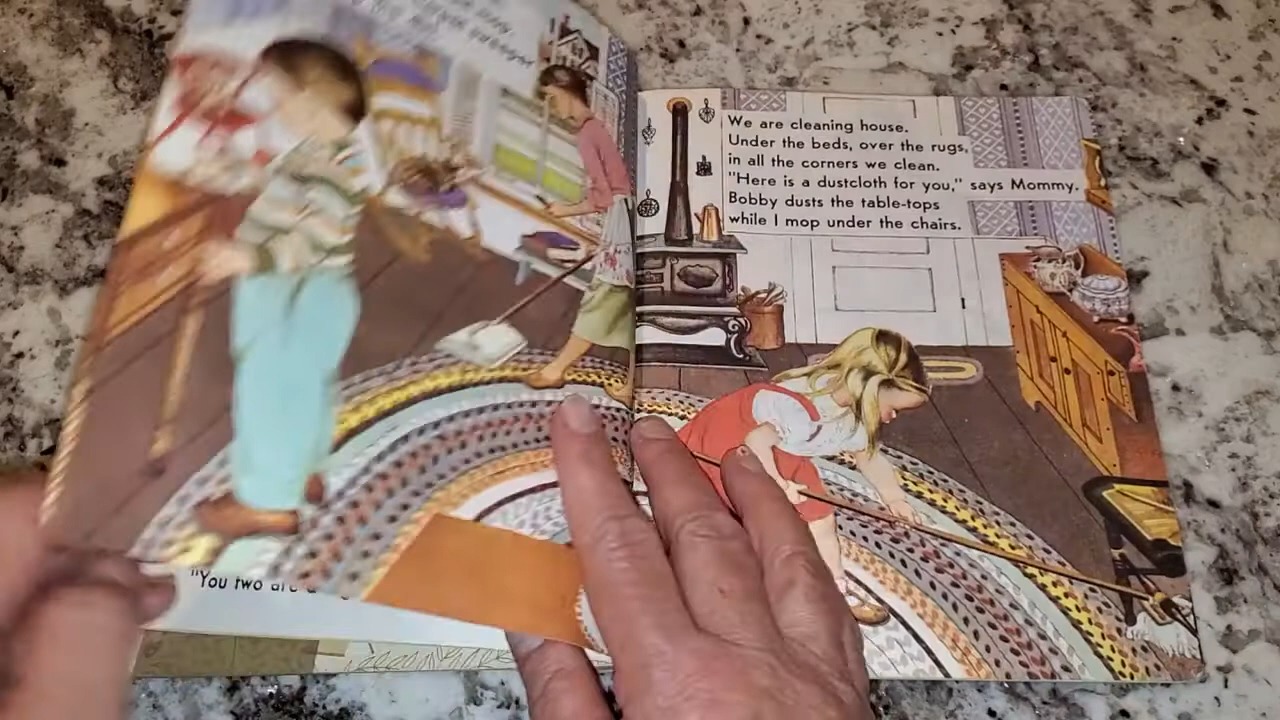 We are cleaning house.
Under the beds, over the rugs,
in all the corners we clean.
"Here is a dustcloth for you," says Mommy.
Bobby dusts the table-tops
while I mop under the chairs.
"You two are